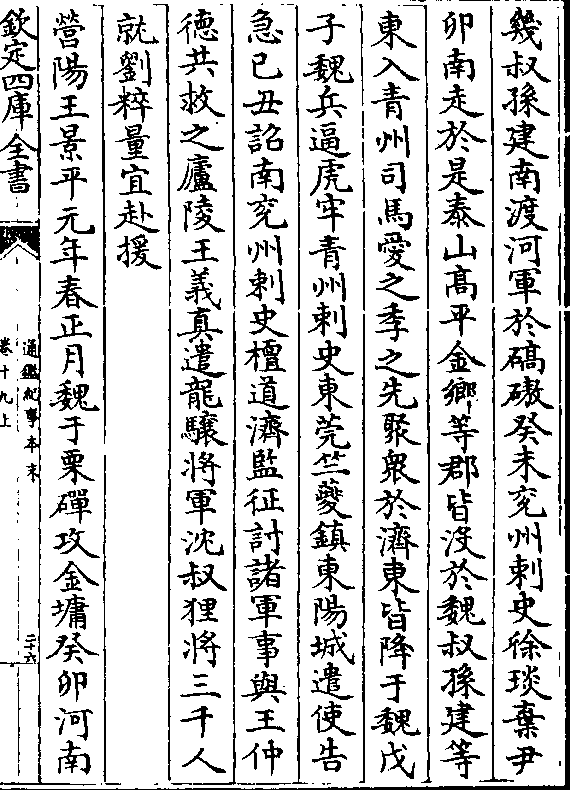 幾叔孫建南渡河軍於碻磝癸未兗州刺史徐琰棄尹
卯南走於是泰山髙平金鄉等郡皆沒於魏叔孫建等
東入青州司馬愛之季之先聚衆於濟東皆降于魏戊
子魏兵逼虎牢青州刺史東莞竺夔鎮東陽城遣使告
急己丑詔南兗州刺史檀道濟監征討諸軍事與王仲
德共救之廬陵王義真遣龍驤將軍沈叔狸將三千人
就劉粹量宜赴援
營陽王景平元年春正月魏于栗磾攻金墉癸卯河南
欽定四庫全書
通鑑紀事本末
卷十九上
二十六